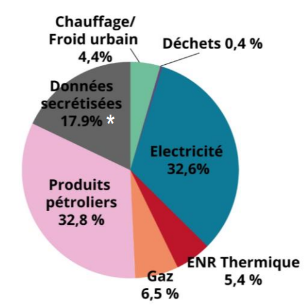 Chauffage/
Froid urbain
4,4%
Déchets 0,4 %
Données
secrétisées
17.9% *
Electricité
32,6%
Produits
pétroliers
32,8 %
ENR Thermique
5,4 %
Gaz
6,5 %